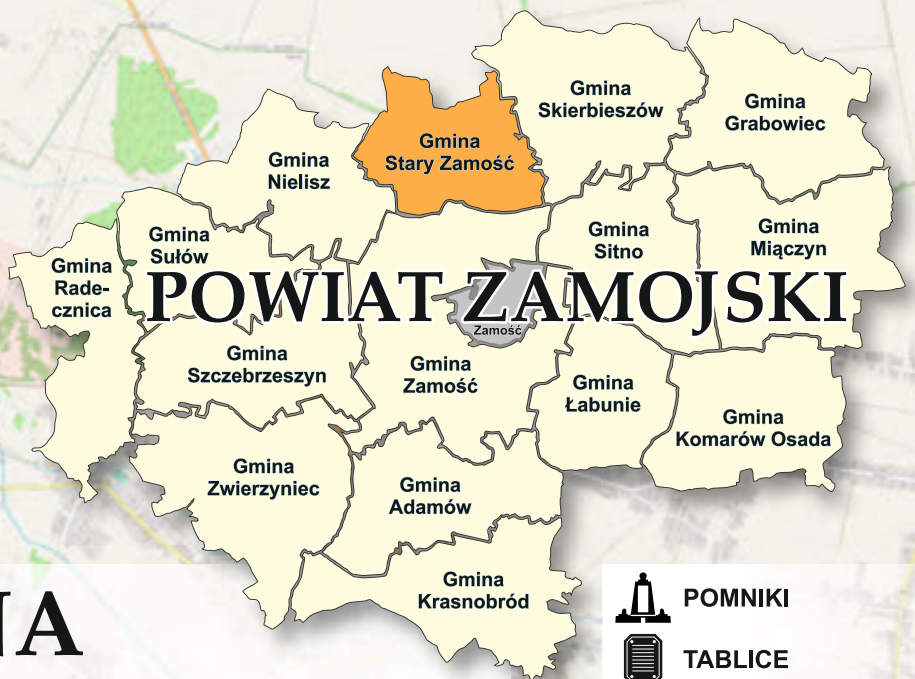 Gmina
Skierbieszów
Gmina
Grabowiec
Gmina
Stary Zamość
Gmina
Nielisz
Gmina
Sułów
Gmina
Sitno
Gmina
Miączyn
Gmina
Rade-
cznica
POWIAT ZAMOJSKI
Zamość
Gmina
Szczebrzeszyn
Gmina
Zamość
Gmina
Łabunie
Gmina
Komarów Osada
Gmina
Zwierzyniec
Gmina
Adamów
Gmina
Krasnobród
NA
POMNIKI
TABLICE